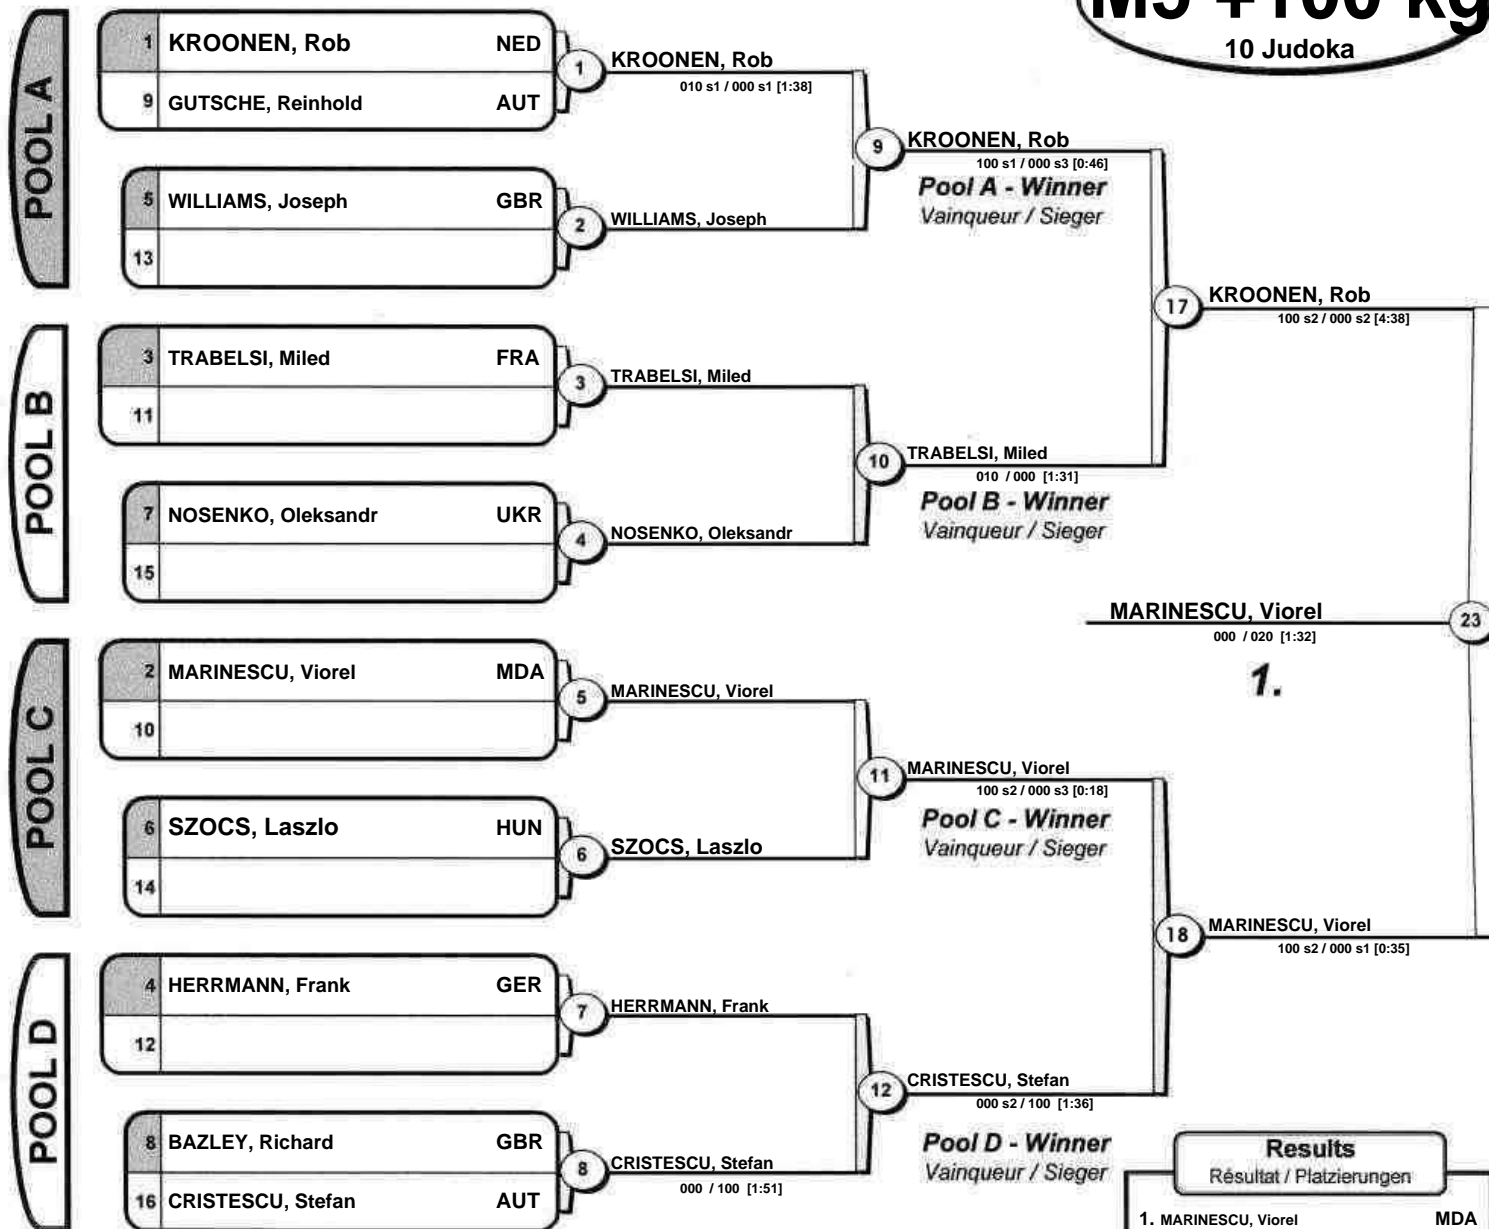 M5 +100 kg
10 Judoka
POOL A
1 KROONEN, Rob NED
9 GUTSCHE, Reinhold AUT
1
KROONEN, Rob
010 s1 / 000 s1 [1:38]
5 WILLIAMS, Joseph GBR
13
2
WILLIAMS, Joseph
9
KROONEN, Rob
100 s1 / 000 s3 [0:46]
Pool A - Winner
Vainqueur / Sieger
POOL B
3 TRABELSI, Miled FRA
11
3
TRABELSI, Miled
7 NOSENKO, Oleksandr UKR
15
4
NOSENKO, Oleksandr
10
TRABELSI, Miled
010 / 000 [1:31]
Pool B - Winner
Vainqueur / Sieger
17
KROONEN, Rob
100 s2 / 000 s2 [4:38]
MARINESCU, Viorel
000 / 020 [1:32]
23
1.
POOL C
2 MARINESCU, Viorel MDA
10
5
MARINESCU, Viorel
6 SZOCS, Laszlo HUN
14
6
SZOCS, Laszlo
11
MARINESCU, Viorel
100 s2 / 000 s3 [0:18]
Pool C - Winner
Vainqueur / Sieger
18
MARINESCU, Viorel
100 s2 / 000 s1 [0:35]
POOL D
4 HERRMANN, Frank GER
12
7
HERRMANN, Frank
8 BAZLEY, Richard GBR
16 CRISTESCU, Stefan AUT
8
CRISTESCU, Stefan
000 / 100 [1:51]
12
CRISTESCU, Stefan
000 s2 / 100 [1:36]
Pool D - Winner
Vainqueur / Sieger
Results
Résultat / Platzierungen
1. MARINESCU, Viorel MDA